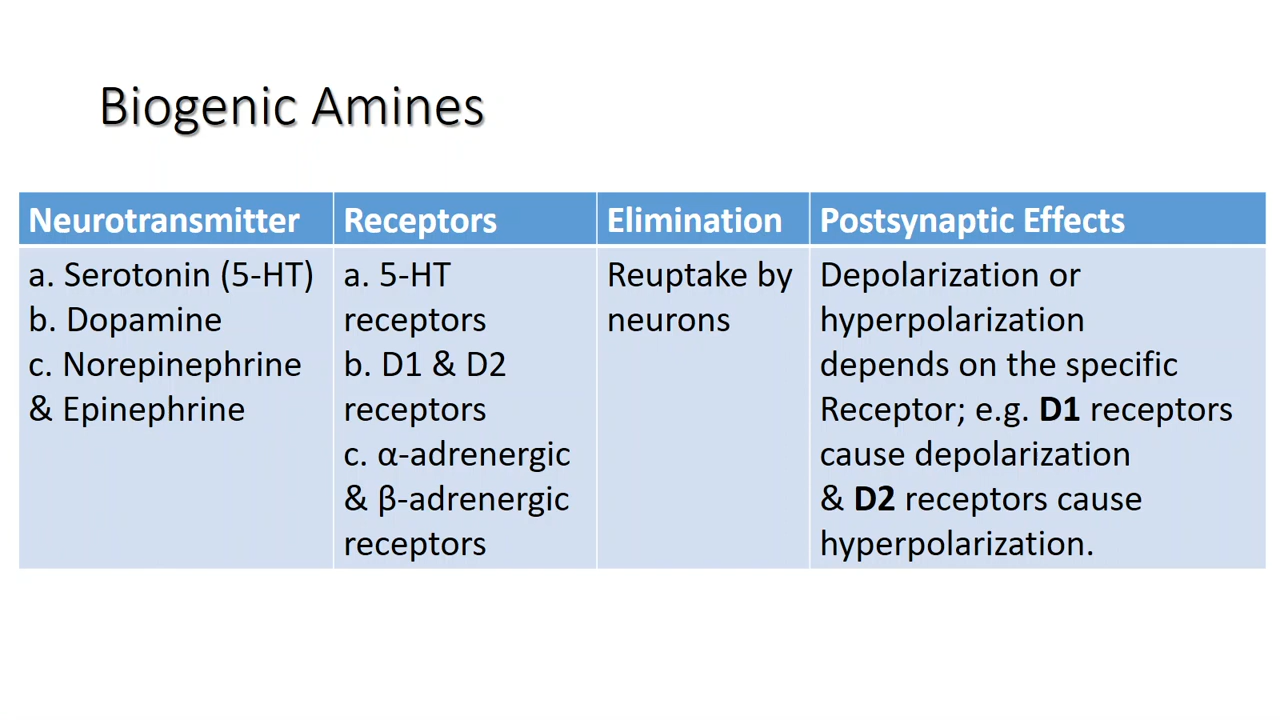 Biogenic Amines
Neurotransmitter
Receptors
Elimination
Postsynaptic Effects
a. Serotonin (5-HT)
b. Dopamine
c. Norepinephrine
& Epinephrine
a. 5-HT
receptors
b. D1 & D2
receptors
c. α-adrenergic
& β-adrenergic
receptors
Reuptake by
neurons
Depolarization or
hyperpolarization
depends on the specific
Receptor; e.g. D1 receptors
cause depolarization
& D2 receptors cause
hyperpolarization.